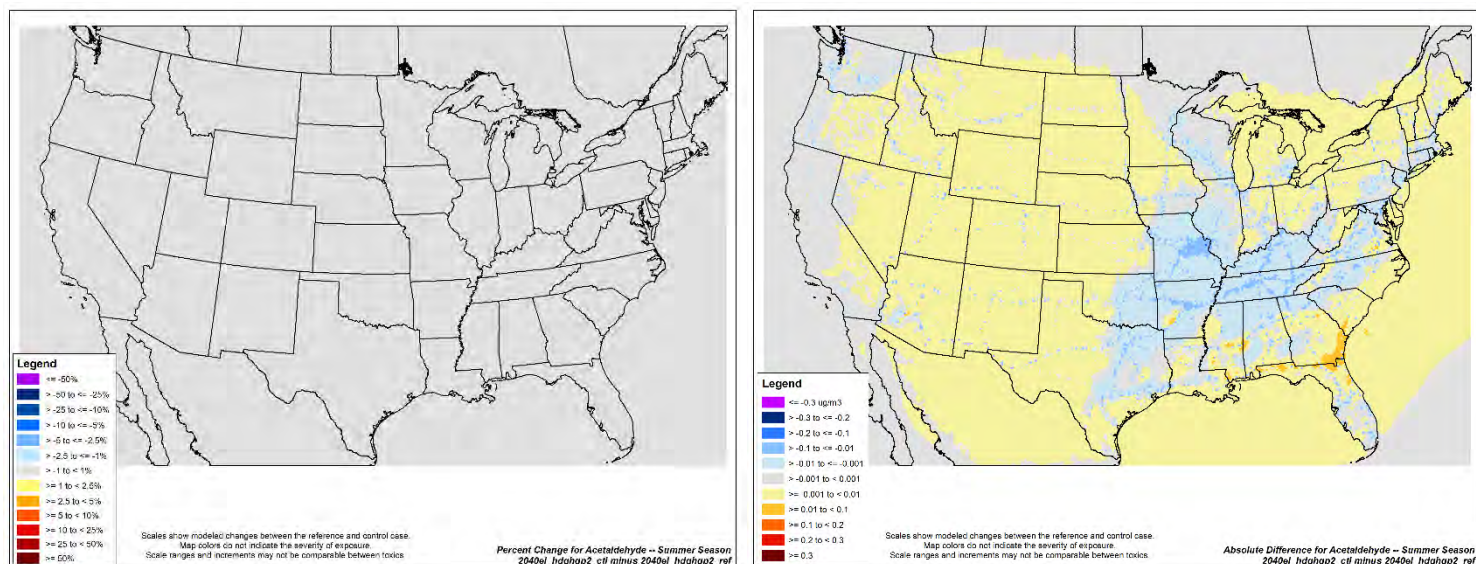 Legend
<= -50%
> -50 to <= -25%
> -25 to <= -10%
> -10 to <= -5%
> -5 to <= -2.5%
> -2.5 to <= -1%
> -1 to < 1%
>= 1 to < 2.5%
>= 2.5 to < 5%
>= 5 to < 10%
>= 10 to < 25%
>= 25 to < 50%
>= 50%
Scales show modeled changes between the reference and control case.
Map colors do not indicate the severity of exposure.
Scale ranges and increments may not be comparable between toxics
Percent Change for Acetaldehyde -- Summer Season
2040el_hdghgp2_ctl minus 2040el_hdghgp2_ref
Legend
<= -0.3 ug/m3
> -0.3 to <= -0.2
> -0.2 to <= -0.1
> -0.1 to <= -0.01
> -0.01 to <= -0.001
> -0.001 to < 0.001
>= 0.001 to < 0.01
>= 0.01 to < 0.1
>= 0.1 to < 0.2
>= 0.2 to < 0.3
>= 0.3
Scales show modeled changes between the reference and control case.
Map colors do not indicate the severity of exposure.
Scale ranges and increments may not be comparable between toxics
Absolute Difference for Acetaldehyde -- Summer Season
2040el_hdghgp2_ctl minus 2040el_hdghgp2_ref